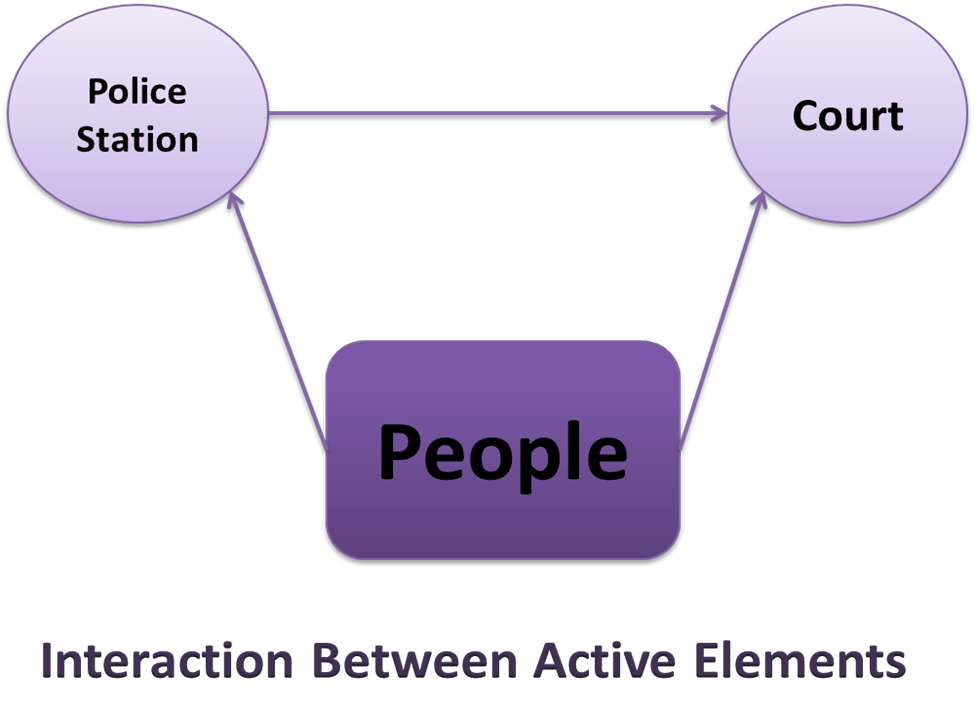 Police
Station
Court
People
Interaction Between Active Elements